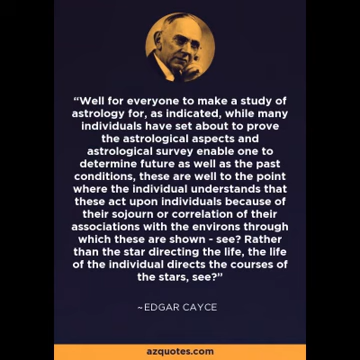 “Well for everyone to make a study of
astrology for, as indicated, while many
individuals have set about to prove
the astrological aspects and
astrological survey enable one to
determine future as well as the past
conditions, these are well to the point
where the individual understands that
these act upon individuals because of
their sojourn or correlation of their
associations with the environs through
which these are shown - see? Rather
than the star directing the life, the life
of the individual directs the courses of
the stars, see?”
~EDGAR CAYCE
azquotes.com